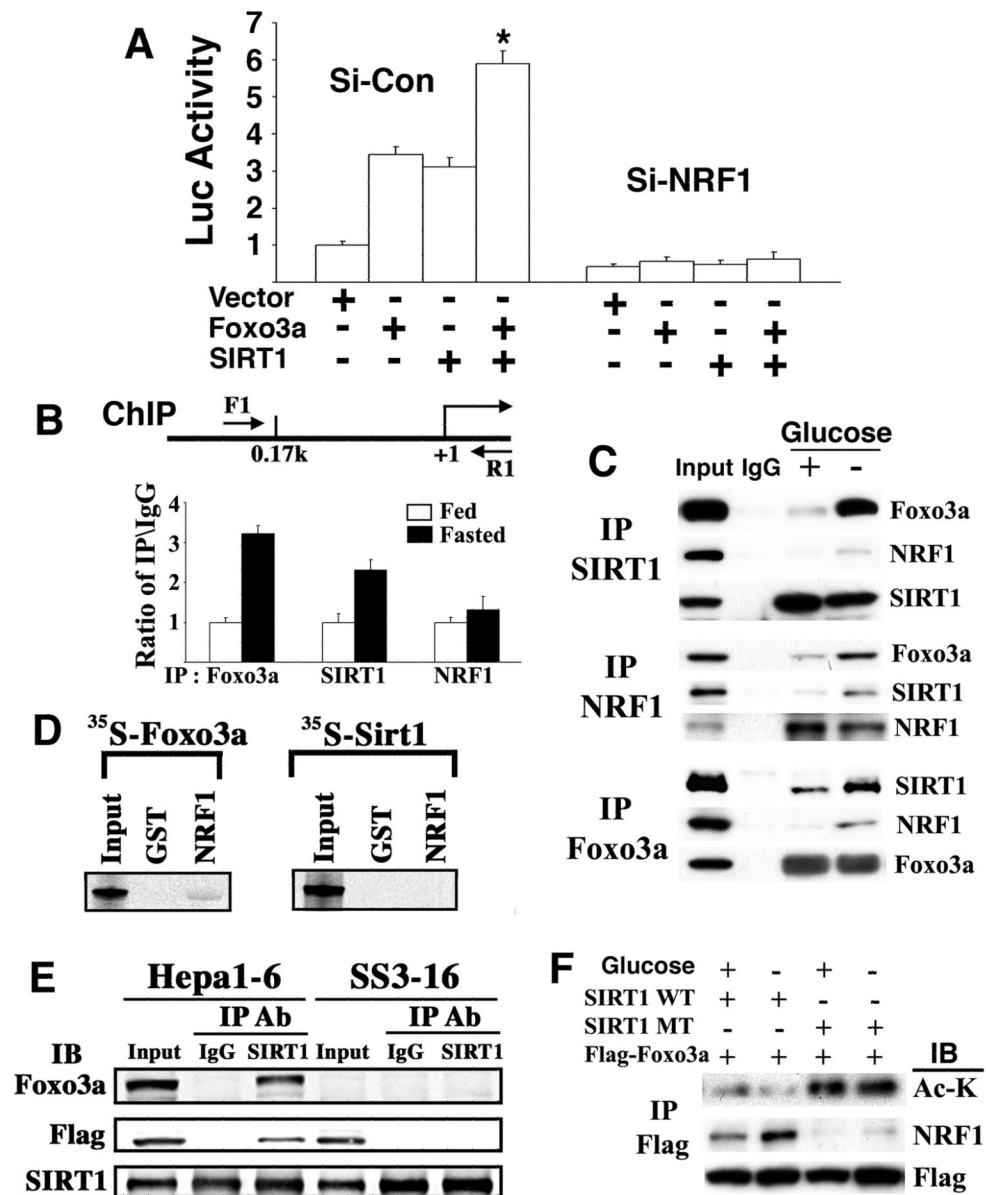 A
7
6
5
4
3
2
1
Luc Activity
Si-Con
*
Si-NRF1
Vector + - - - + - - -
Foxo3a - + - + - + - +
SIRT1 - - + + - - + +
B
ChIP
F1
0.17k
+1
R1
4
3
2
1
Ratio of IP\IgG
Fed
Fasted
IP : Foxo3a SIRT1 NRF1
C
Glucose
Input IgG + -
IP SIRT1
Foxo3a
NRF1
SIRT1
IP NRF1
Foxo3a
SIRT1
NRF1
IP Foxo3a
SIRT1
NRF1
Foxo3a
D
35S-Foxo3a 35S-Sirt1
Input GST NRF1 Input GST NRF1
E
Hepa1-6 SS3-16
IP Ab IP Ab
IB Input IgG SIRT1 Input IgG SIRT1
Foxo3a
Flag
SIRT1
F
Glucose + - + -
SIRT1 WT + + - -
SIRT1 MT - - + +
Flag-Foxo3a + + + + IB
IP Flag
Ac-K
NRF1
Flag